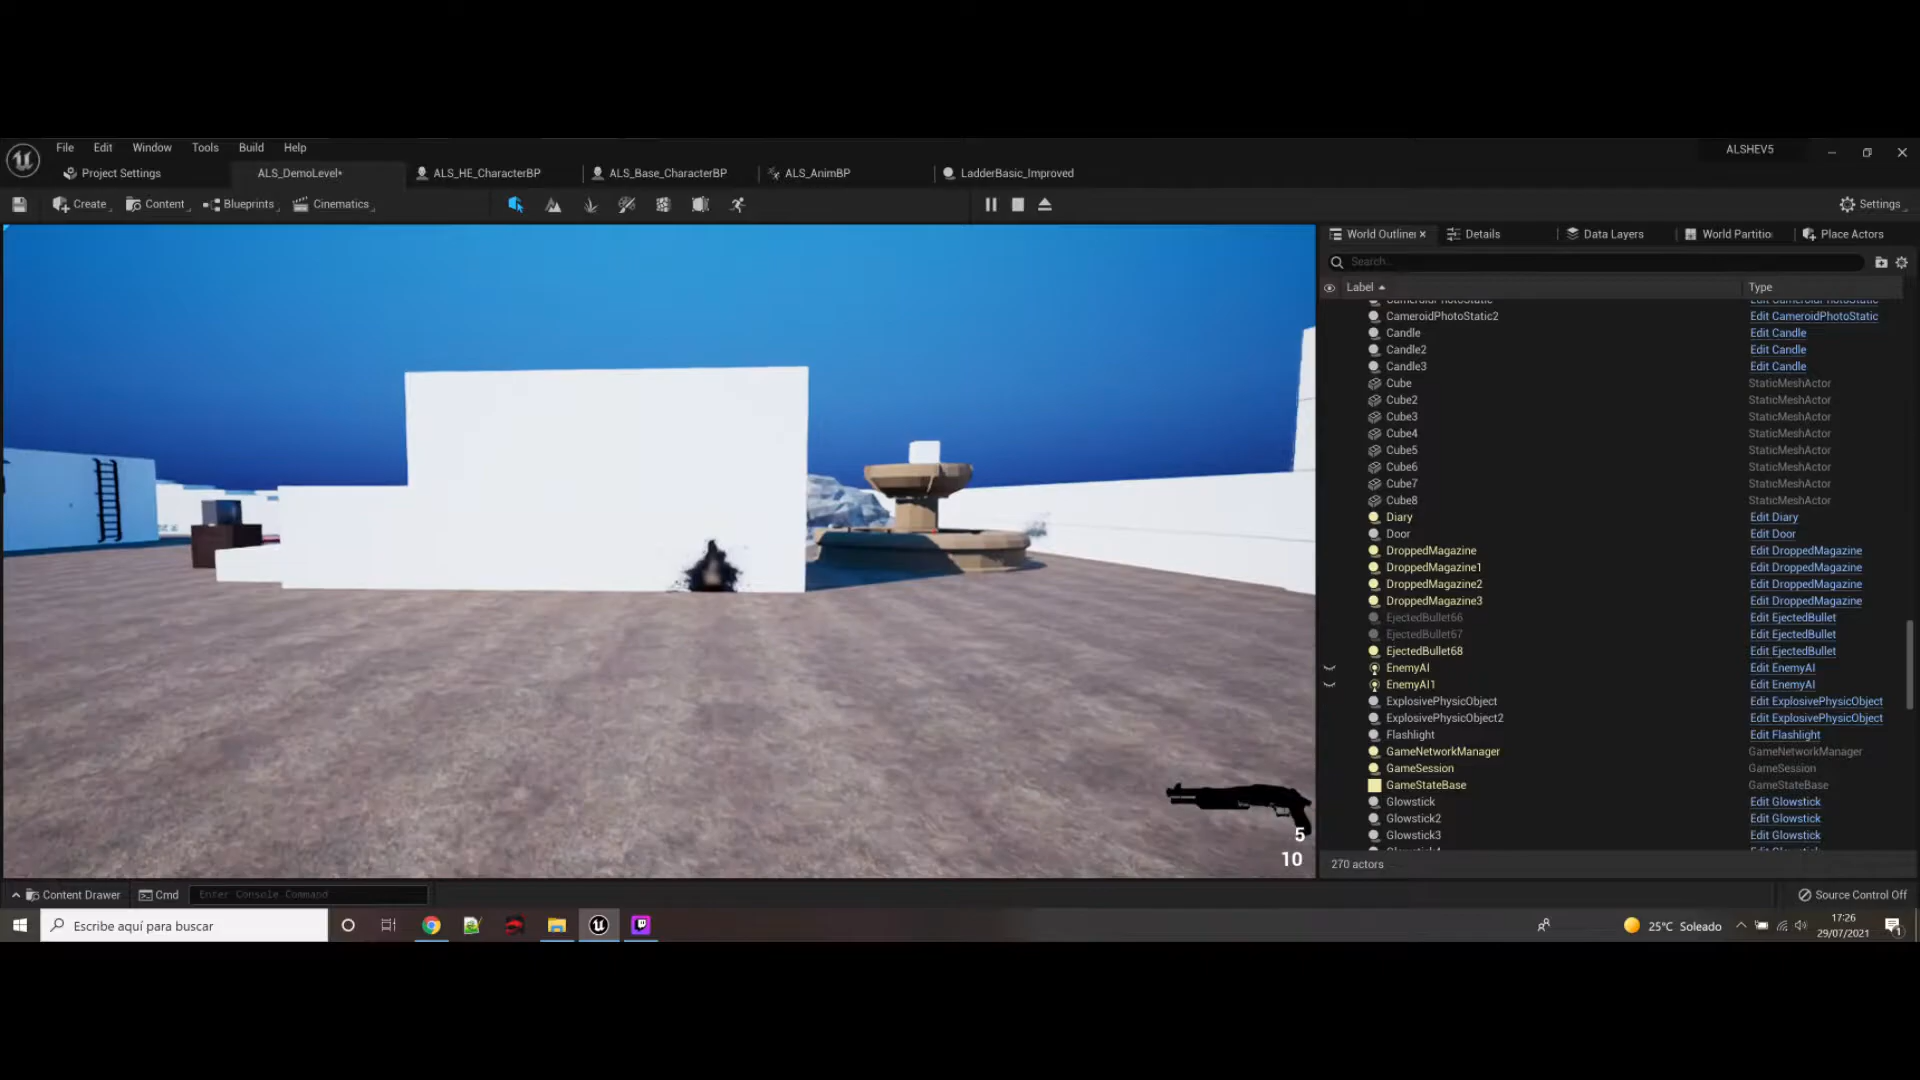 File Edit Window Tools Build Help
ALSHEV5
Project Settings
ALS_DemoLevel*
ALS_HE_CharacterBP
ALS_Base_CharacterBP
ALS_AnimBP
LadderBasic_Improved
Create
Content
Blueprints
Cinematics
Settings
World Outliner
Details
Data Layers
World Partitio
Place Actors
Search...
Label Type
CameroidPhotoStatic Edit CameroidPhotoStatic
CameroidPhotoStatic2 Edit CameroidPhotoStatic
Candle Edit Candle
Candle2 Edit Candle
Candle3 Edit Candle
Cube StaticMeshActor
Cube2 StaticMeshActor
Cube3 StaticMeshActor
Cube4 StaticMeshActor
Cube5 StaticMeshActor
Cube6 StaticMeshActor
Cube7 StaticMeshActor
Cube8 StaticMeshActor
Diary Edit Diary
Door Edit Door
DroppedMagazine Edit DroppedMagazine
DroppedMagazine1 Edit DroppedMagazine
DroppedMagazine2 Edit DroppedMagazine
DroppedMagazine3 Edit DroppedMagazine
EjectedBullet66 Edit EjectedBullet
EjectedBullet67 Edit EjectedBullet
EjectedBullet68 Edit EjectedBullet
EnemyAI Edit EnemyAI
EnemyAI1 Edit EnemyAI
ExplosivePhysicObject Edit ExplosivePhysicObject
ExplosivePhysicObject2 Edit ExplosivePhysicObject
Flashlight Edit Flashlight
GameNetworkManager GameNetworkManager
GameSession GameSession
GameStateBase GameStateBase
Glowstick Edit Glowstick
Glowstick2 Edit Glowstick
Glowstick3 Edit Glowstick
5
10
270 actors
Content Drawer
Cmd
Enter Console Command
Source Control Off
Escribe aquí para buscar
25°C Soleado
17:26
29/07/2021
1